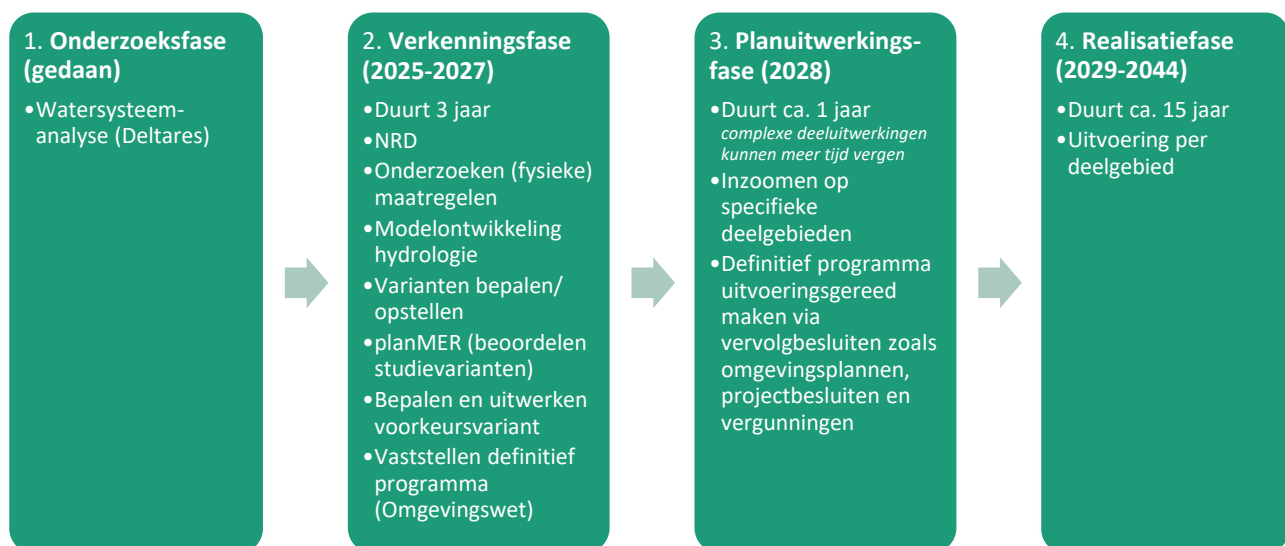 1. Onderzoeksfase
(gedaan)
•Watersysteem-
analyse (Deltares)
2. Verkenningsfase
(2025-2027)
•Duurt 3 jaar
•NRD
•Onderzoeken (fysieke)
maatregelen
•Modelontwikkeling
hydrologie
•Varianten bepalen/
opstellen
•planMER (beoordelen
studievarianten)
•Bepalen en uitwerken
voorkeursvariant
•Vaststellen definitief
programma
(Omgevingswet)
3. Planuitwerkings-
fase (2028)
•Duurt ca. 1 jaar
complexe deeluitwerkingen
kunnen meer tijd vergen
•Inzoomen op
specifieke
deelgebieden
•Definitief programma
uitvoeringsgereed
maken via
vervolgbesluiten zoals
omgevingsplannen,
projectbesluiten en
vergunningen
4. Realisatiefase
(2029-2044)
•Duurt ca. 15 jaar
•Uitvoering per
deelgebied